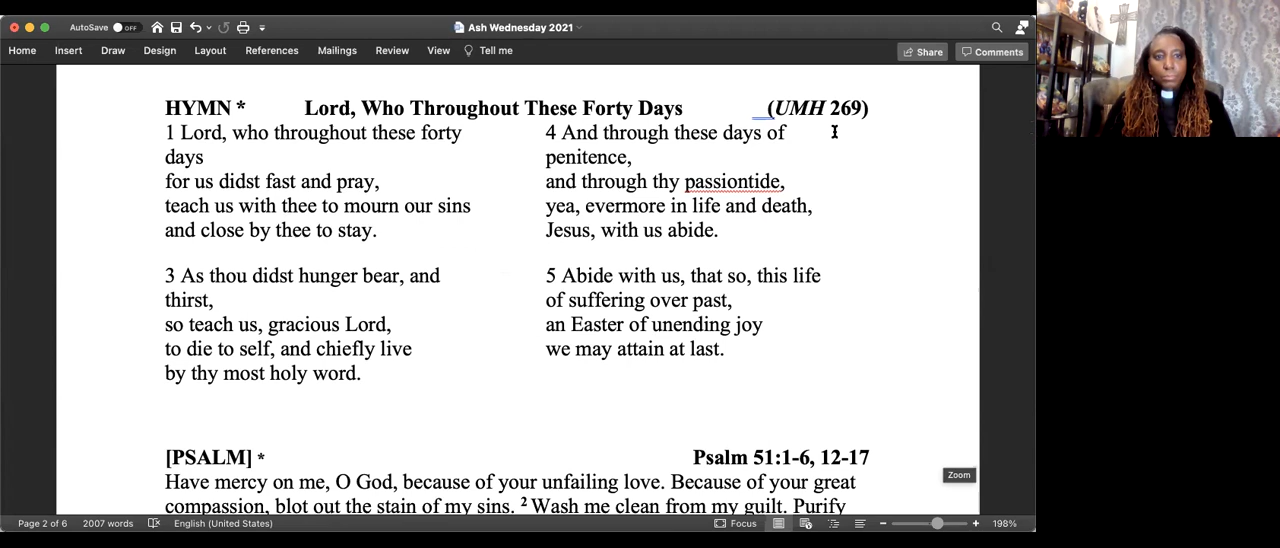 AutoSave OFF
Ash Wednesday 2021
Home Insert Draw Design Layout References Mailings Review View Tell me Share Comments
HYMN * Lord, Who Throughout These Forty Days (UMH 269)
1 Lord, who throughout these forty
days
for us didst fast and pray,
teach us with thee to mourn our sins
and close by thee to stay.
3 As thou didst hunger bear, and
thirst,
so teach us, gracious Lord,
to die to self, and chiefly live
by thy most holy word.
4 And through these days of
penitence,
and through thy passiontide,
yea, evermore in life and death,
Jesus, with us abide.
5 Abide with us, that so, this life
of suffering over past,
an Easter of unending joy
we may attain at last.
[PSALM] * Psalm 51:1-6, 12-17
Have mercy on me, O God, because of your unfailing love. Because of your great
compassion, blot out the stain of my sins. 2 Wash me clean from my guilt. Purify
Zoom
Page 2 of 6 2007 words English (United States) Focus 198%